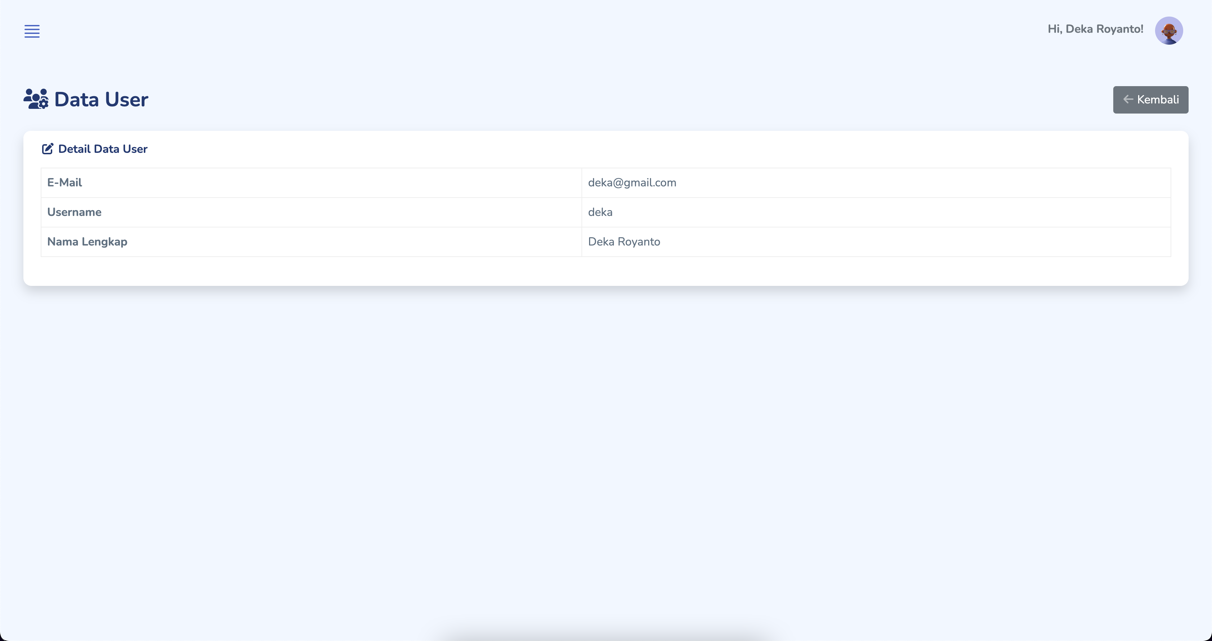 Hi, Deka Royanto!
Data User
Kembali
Detail Data User
E-Mail deka@gmail.com
Username deka
Nama Lengkap Deka Royanto